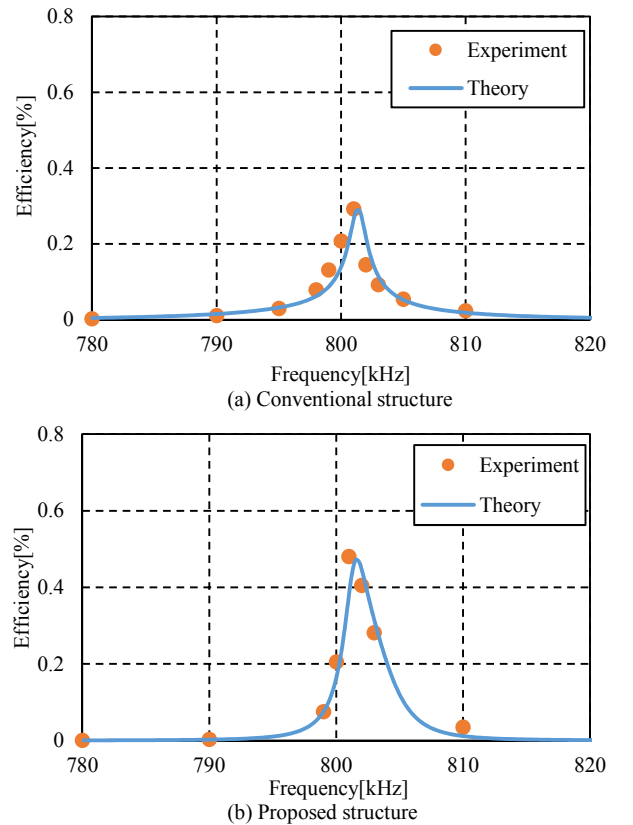 0.8
0.6
0.4
0.2
0
Efficiency[%]
Experiment
Theory
780 790 800 810 820
Frequency[kHz]
(a) Conventional structure
0.8
0.6
0.4
0.2
0
Efficiency[%]
Experiment
Theory
780 790 800 810 820
Frequency[kHz]
(b) Proposed structure